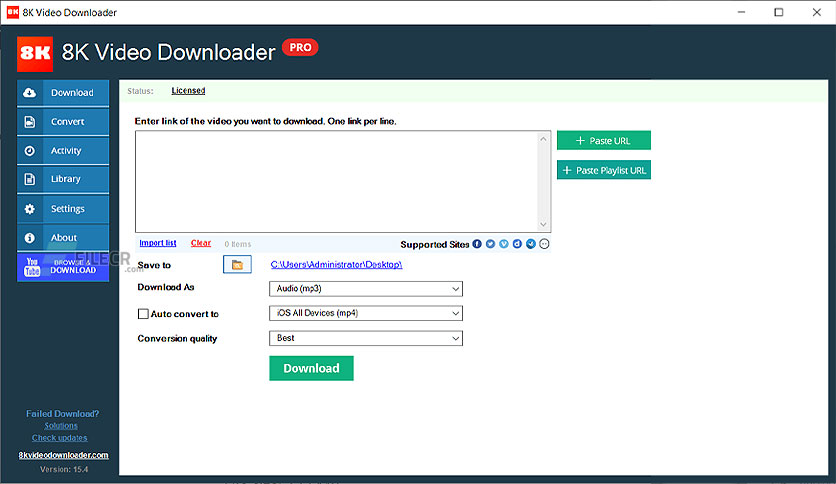 8K Video Downloader
8K 8K Video Downloader PRO
Download
Convert
Activity
Library
Settings
About
You Tube BROWSE & DOWNLOAD
FILECR .com
Status: Licensed
Enter link of the video you want to download. One link per line.
+ Paste URL
+ Paste Playlist URL
Import list Clear 0 items Supported Sites
Save to C:\Users\Administrator\Desktop\
Download As Audio (mp3)
Auto convert to iOS All Devices (mp4)
Conversion quality Best
Download
Failed Download?
Solutions
Check updates
8kvideodownloader.com
Version: 15.4